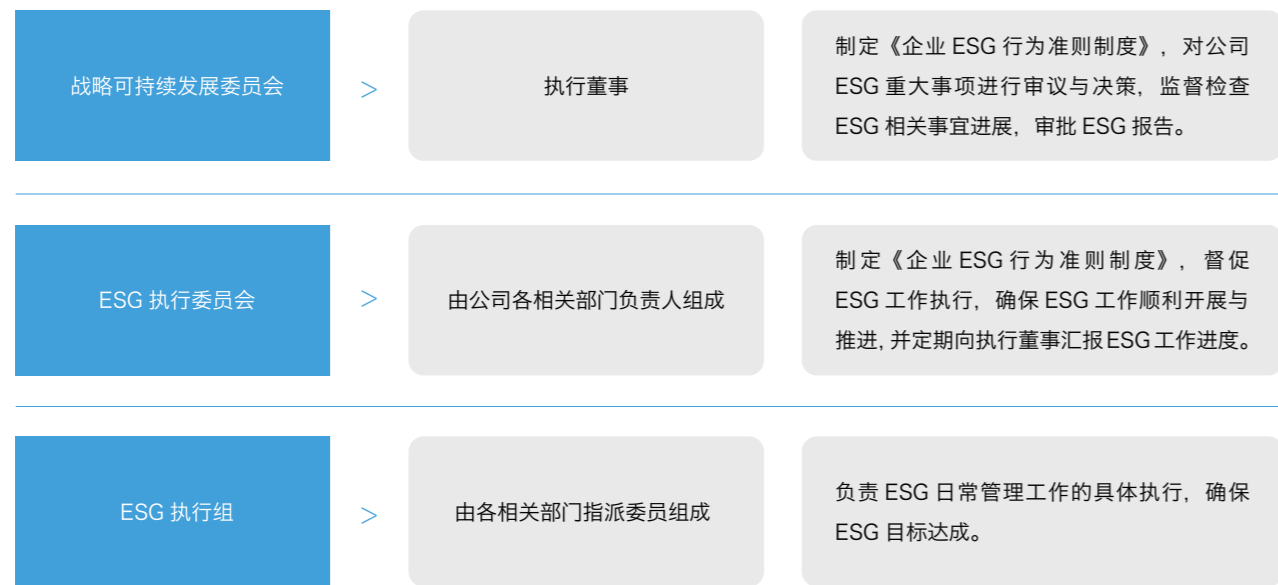 战略可持续发展委员会
>
执行董事
制定《企业 ESG 行为准则制度》，对公司
ESG 重大事项进行审议与决策，监督检查
ESG 相关事宜进展，审批 ESG 报告。
ESG 执行委员会
>
由公司各相关部门负责人组成
制定《企业 ESG 行为准则制度》，督促
ESG 工作执行，确保 ESG 工作顺利开展与
推进，并定期向执行董事汇报 ESG 工作进度。
ESG 执行组
>
由各相关部门指派委员组成
负责 ESG 日常管理工作的具体执行，确保
ESG 目标达成。